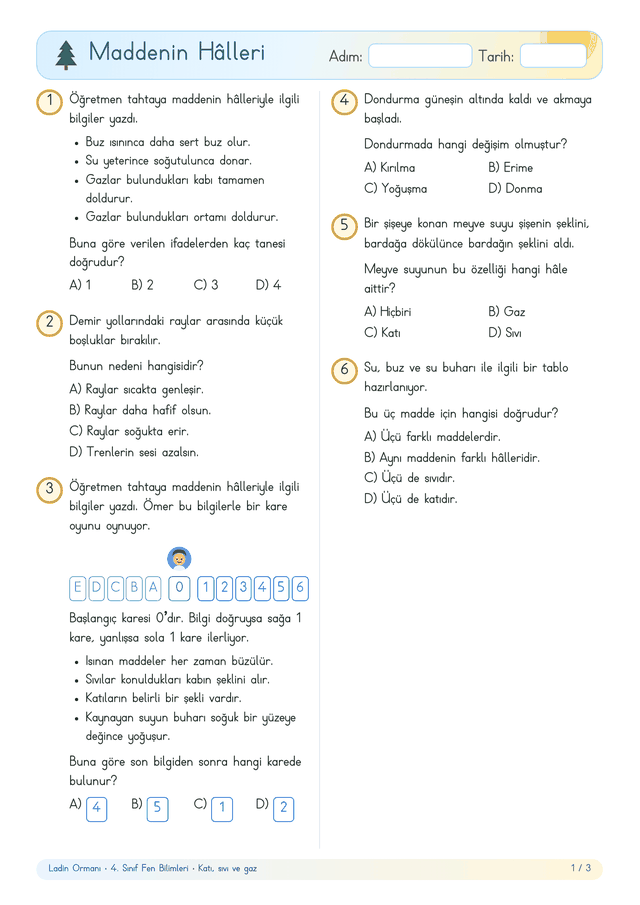 Maddenin Hâlleri
Adım:
Tarih:
1
Öğretmen tahtaya maddenin hâlleriyle ilgili
bilgiler yazdı.
• Buz ısınınca daha sert buz olur.
• Su yeterince soğutulunca donar.
• Gazlar bulundukları kabı tamamen
doldurur.
• Gazlar bulundukları ortamı doldurur.
Buna göre verilen ifadelerden kaç tanesi
doğrudur?
A) 1 B) 2 C) 3 D) 4
2
Demir yollarındaki raylar arasında küçük
boşluklar bırakılır.
Bunun nedeni hangisidir?
A) Raylar sıcakta genleşir.
B) Raylar daha hafif olsun.
C) Raylar soğukta erir.
D) Trenlerin sesi azalsın.
3
Öğretmen tahtaya maddenin hâlleriyle ilgili
bilgiler yazdı. Ömer bu bilgilerle bir kare
oyunu oynuyor.
E D C B A 0 1 2 3 4 5 6
Başlangıç karesi 0'dır. Bilgi doğruysa sağa 1
kare, yanlışsa sola 1 kare ilerliyor.
• Isınan maddeler her zaman büzülür.
• Sıvılar konuldukları kabın şeklini alır.
• Katıların belirli bir şekli vardır.
• Kaynayan suyun buharı soğuk bir yüzeye
değince yoğuşur.
Buna göre son bilgiden sonra hangi karede
bulunur?
A) 4 B) 5 C) 1 D) 2
4
Dondurma güneşin altında kaldı ve akmaya
başladı.
Dondurmada hangi değişim olmuştur?
A) Kırılma B) Erime
C) Yoğuşma D) Donma
5
Bir şişeye konan meyve suyu şişenin şeklini,
bardağa dökülünce bardağın şeklini aldı.
Meyve suyunun bu özelliği hangi hâle
aittir?
A) Hiçbiri B) Gaz
C) Katı D) Sıvı
6
Su, buz ve su buharı ile ilgili bir tablo
hazırlanıyor.
Bu üç madde için hangisi doğrudur?
A) Üçü farklı maddelerdir.
B) Aynı maddenin farklı hâlleridir.
C) Üçü de sıvıdır.
D) Üçü de katıdır.
Ladin Ormanı • 4. Sınıf Fen Bilimleri • Katı, sıvı ve gaz
1 / 3